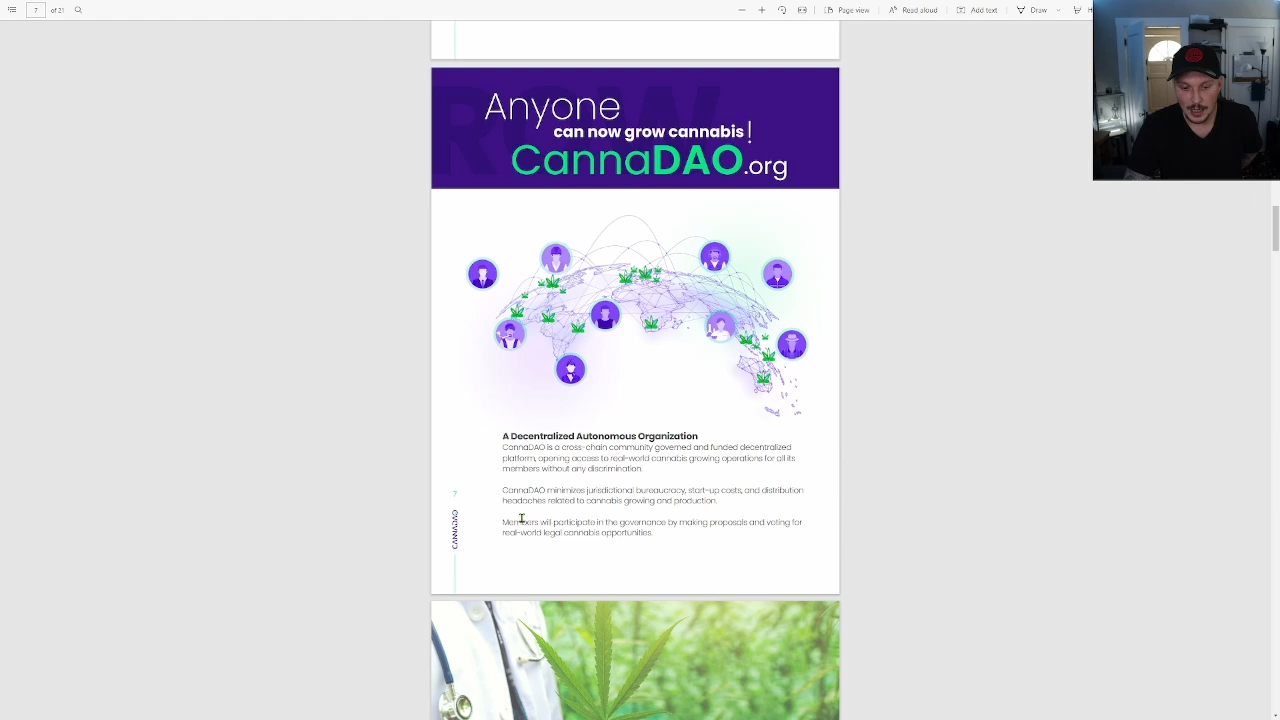 7 of 21 Page view Read aloud Add text Draw
Anyone
can now grow cannabis!
CannaDAO.org
A Decentralized Autonomous Organization
CannaDAO is a cross-chain community governed and funded decentralized
platform, opening access to real-world cannabis growing operations for all its
members without any discrimination.
CannaDAO minimizes jurisdictional bureaucracy, start-up costs, and distribution
headaches related to cannabis growing and production.
Members will participate in the governance by making proposals and voting for
real-world legal cannabis opportunities.
7
CANNADAO